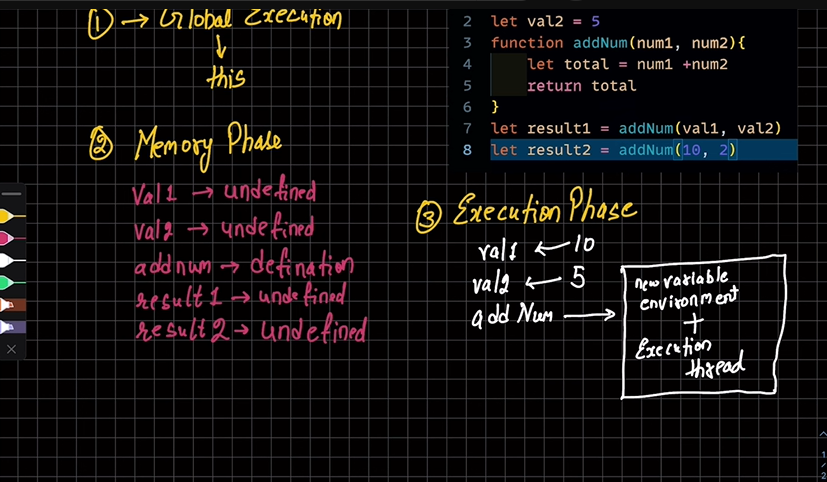 ① → Global Execution
↓
this
② Memory Phase
Val1 → undefined
val2 → undefined
addnum → defination
result1 → undefined
result2 → undefined
2 let val2 = 5
3 function addNum(num1, num2){
4 let total = num1 +num2
5 return total
6 }
7 let result1 = addNum(val1, val2)
8 let result2 = addNum(10, 2)
③ Execution Phase
val1 ← 10
val2 ← 5
add Num →
new variable
environment
+
Execution
thread
1
2